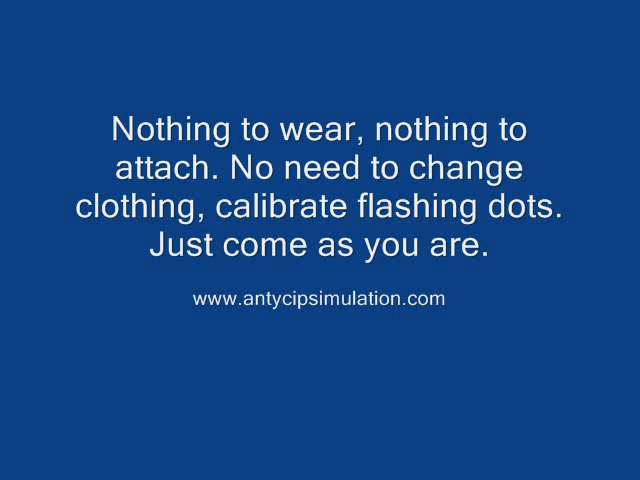 Nothing to wear, nothing to
attach. No need to change
clothing, calibrate flashing dots.
Just come as you are.
www.antycipsimulation.com